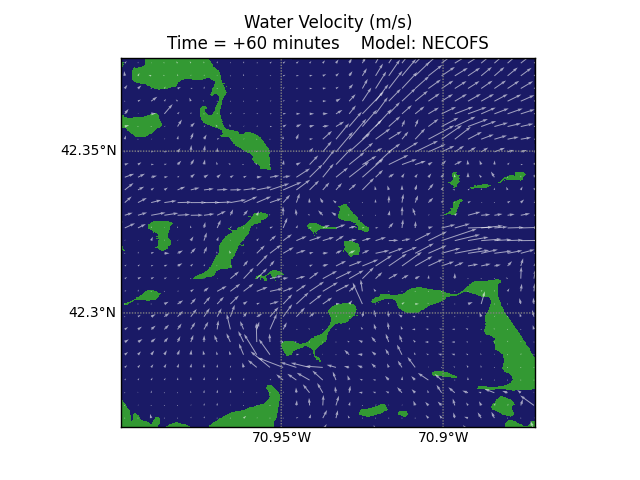 Water Velocity (m/s)
Time = +60 minutes    Model: NECOFS
42.35°N
42.3°N
70.95°W
70.9°W